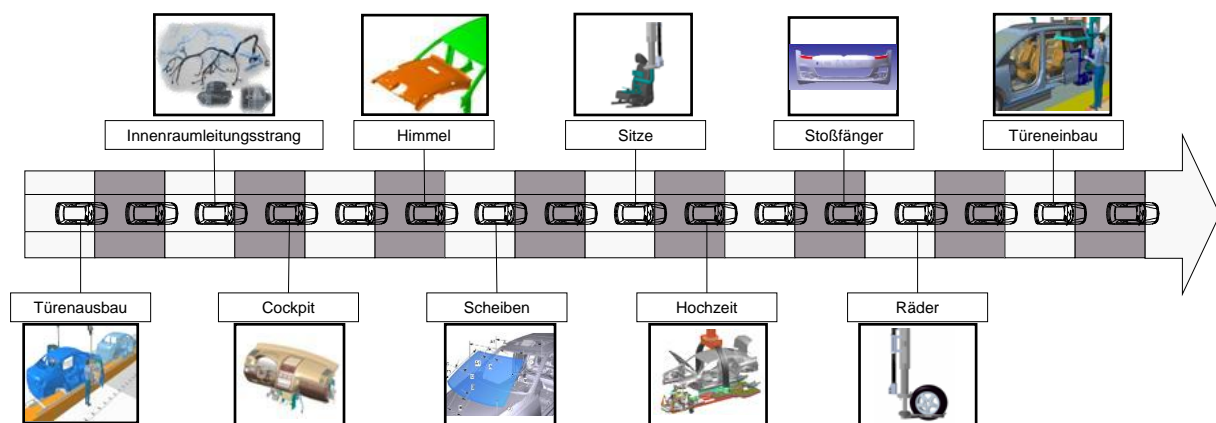 Innenraumleitungsstrang
Himmel
Sitze
Stoßfänger
Türeneinbau
Türenausbau
Cockpit
Scheiben
Hochzeit
Räder